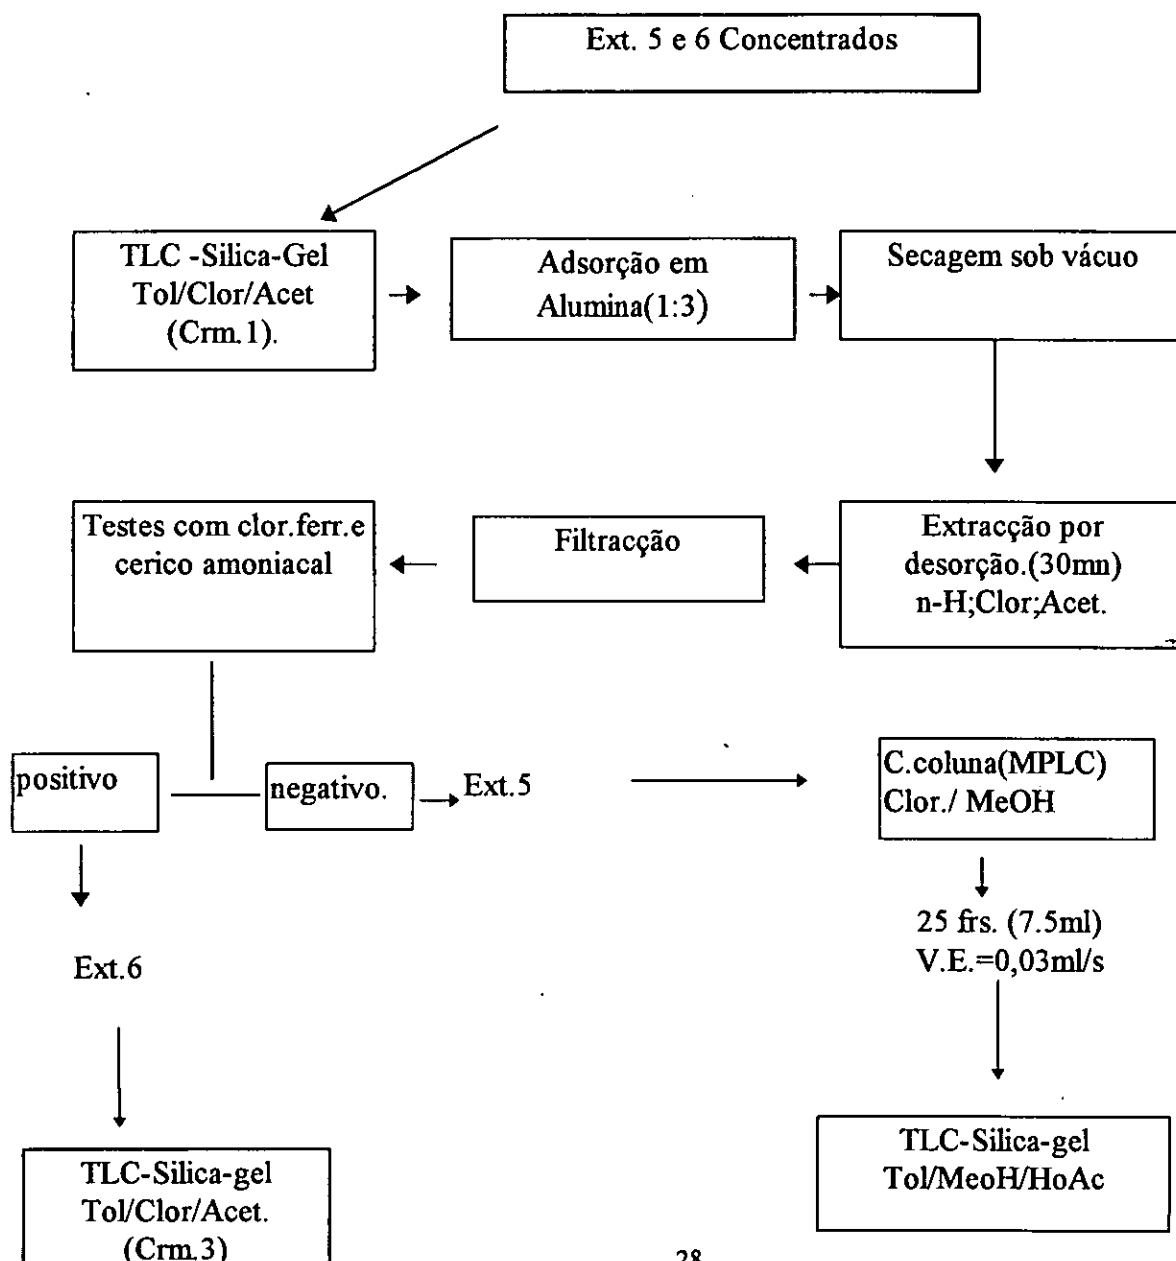 Ext. 5 e 6 Concentrados
TLC -Silica-Gel
Tol/Clor/Acet
(Crm.1).
Adsorção em
Alumina(1:3)
Secagem sob vácuo
Extracção por
desorção.(30mn)
n-H;Clor;Acet.
Filtracção
Testes com clor.ferr.e
cerico amoniacal
positivo
negativo.
Ext.5
C.coluna(MPLC)
Clor./ MeOH
25 frs. (7.5ml)
V.E.=0,03ml/s
Ext.6
TLC-Silica-gel
Tol/MeoH/HoAc
TLC-Silica-gel
Tol/Clor/Acet.
(Crm.3)
28